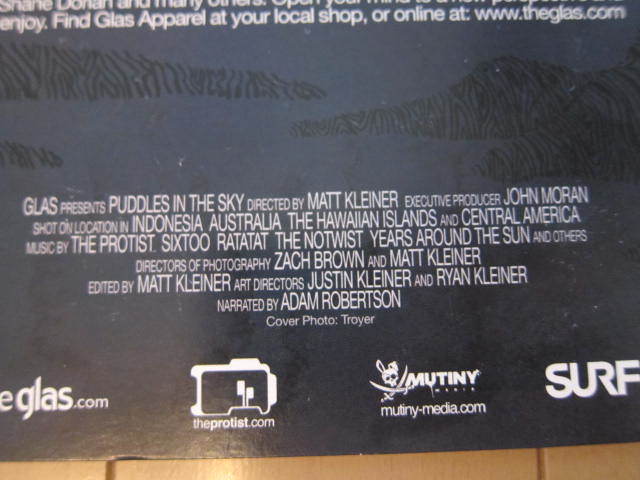 Shane Dorian and many others. Open your mind to a new perspective and
enjoy. Find Glas Apparel at your local shop, or online at: www.theglas.com
GLAS PRESENTS PUDDLES IN THE SKY DIRECTED BY MATT KLEINER EXECUTIVE PRODUCER JOHN MORAN
SHOT ON LOCATION IN INDONESIA AUSTRALIA THE HAWAIIAN ISLANDS AND CENTRAL AMERICA
MUSIC BY THE PROTIST SIXTOO RATATAT THE NOTWIST YEARS AROUND THE SUN AND OTHERS
DIRECTORS OF PHOTOGRAPHY ZACH BROWN AND MATT KLEINER
EDITED BY MATT KLEINER ART DIRECTORS JUSTIN KLEINER AND RYAN KLEINER
NARRATED BY ADAM ROBERTSON
Cover Photo: Troyer
e glas.com
theprotist.com
MUTINY
MEDIA
mutiny-media.com
SURF